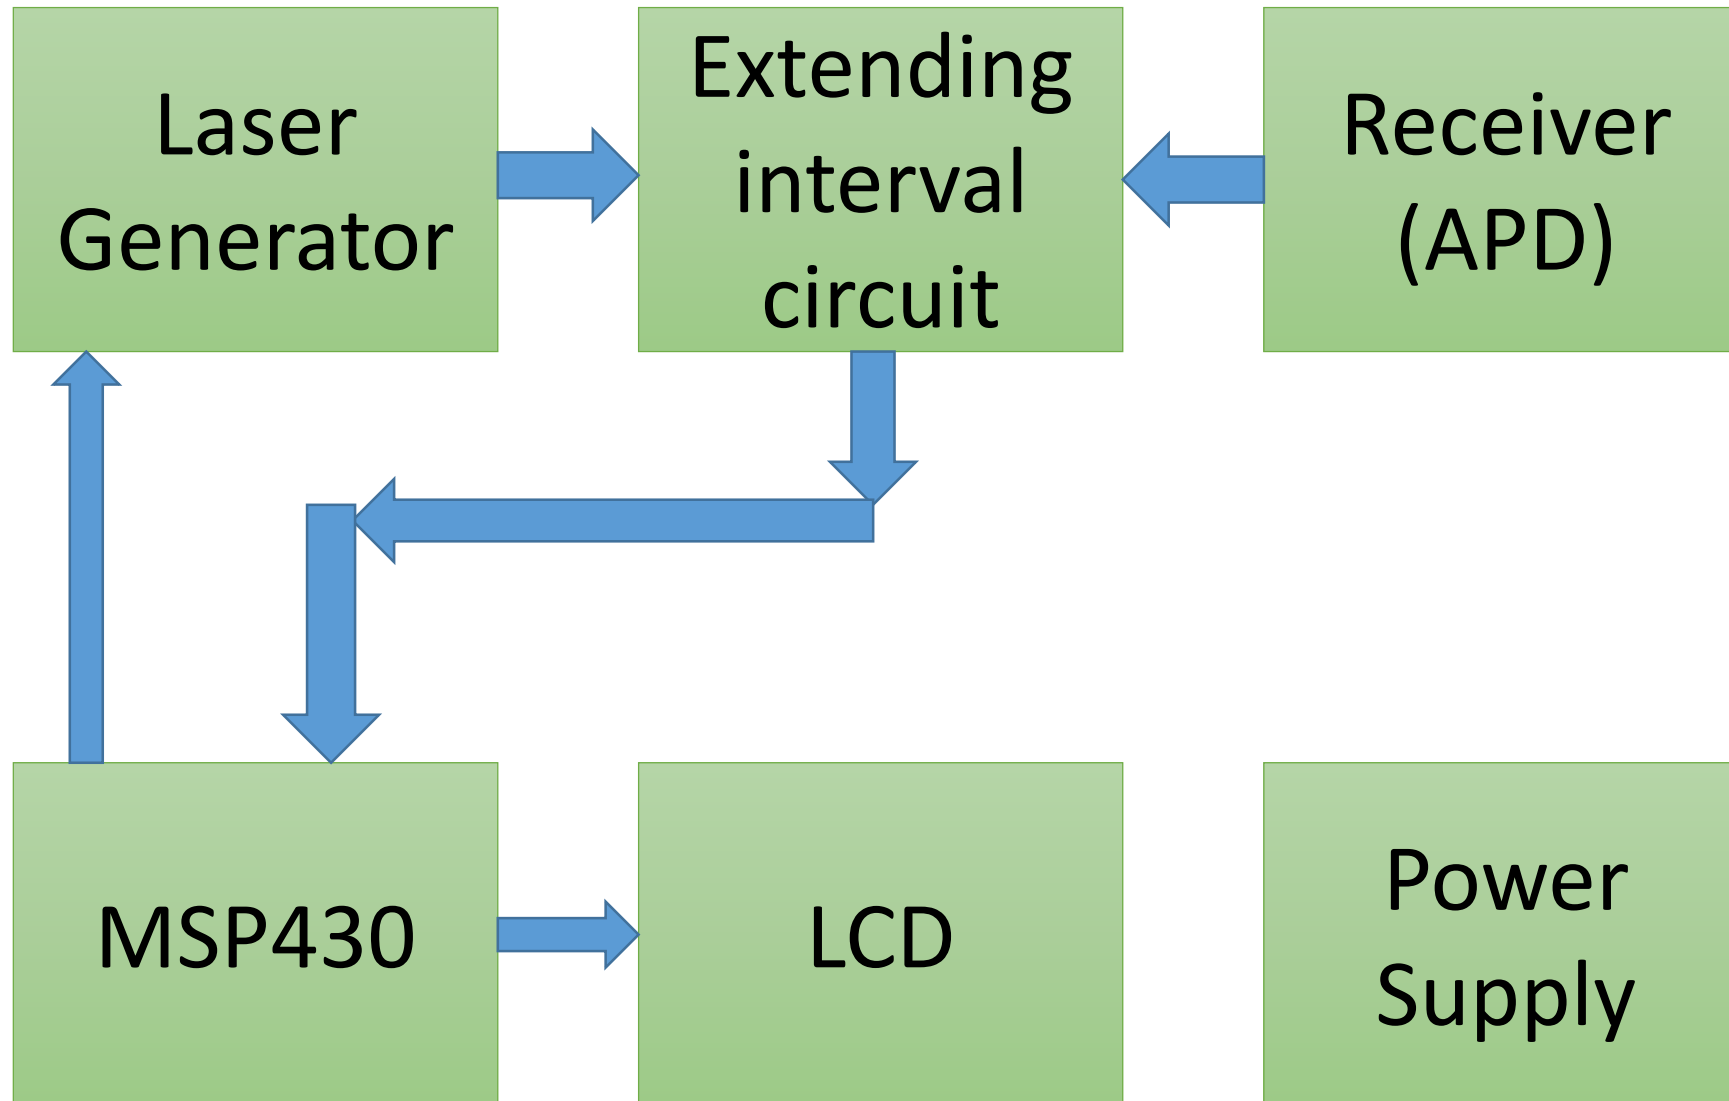 Laser
Generator
Extending
interval
circuit
Receiver
(APD)
MSP430
LCD
Power
Supply